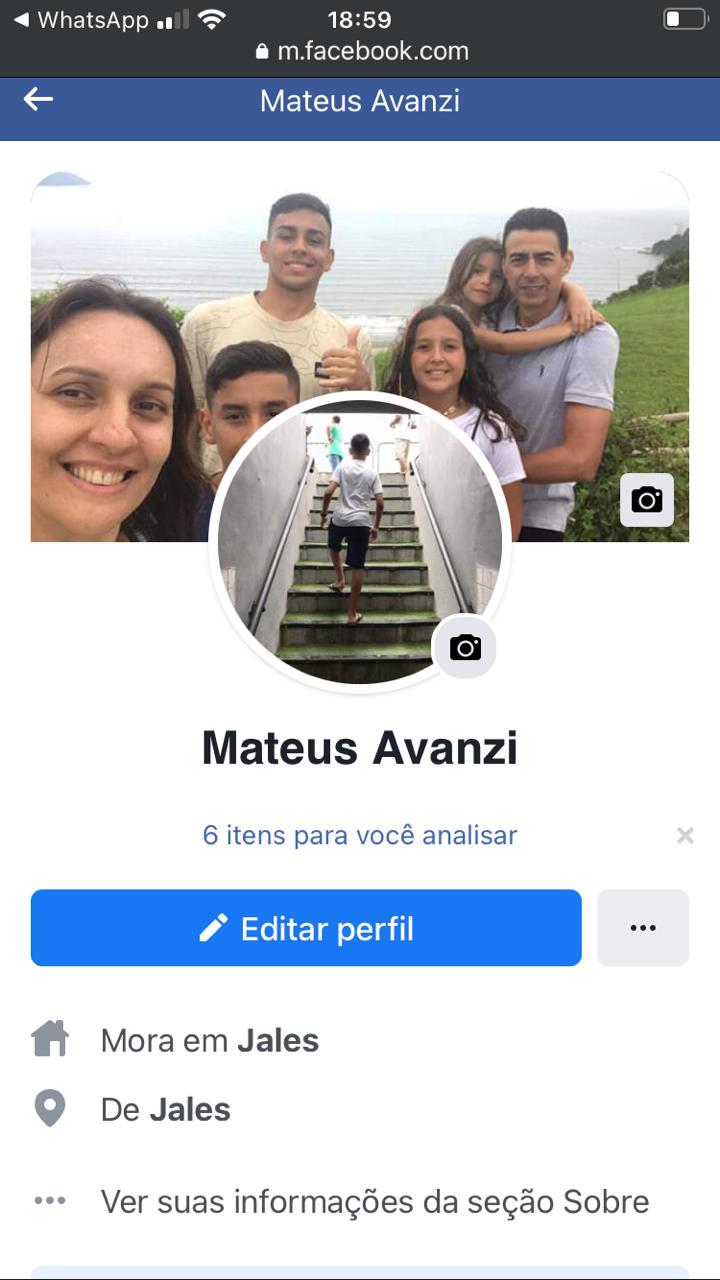 WhatsApp
18:59
m.facebook.com
Mateus Avanzi
Mateus Avanzi
6 itens para você analisar
Editar perfil
Mora em Jales
De Jales
Ver suas informações da seção Sobre